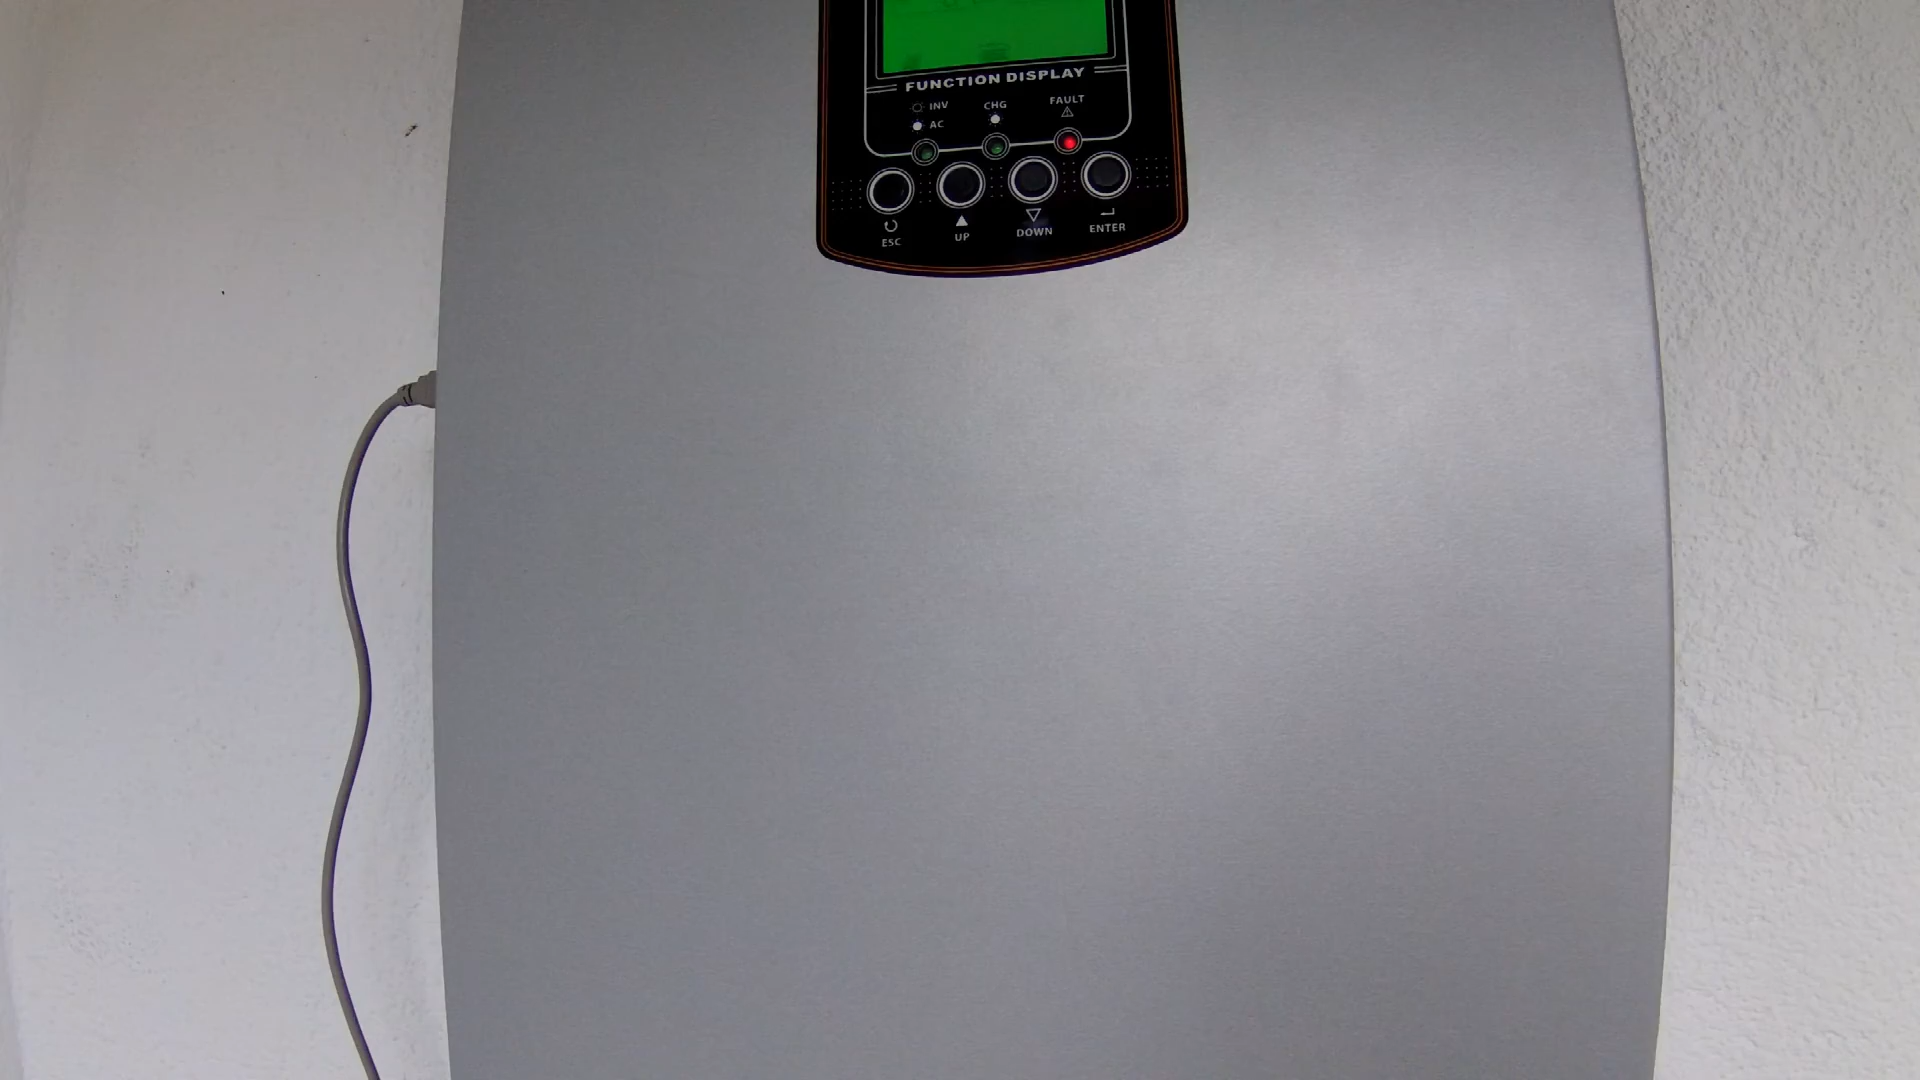 FUNCTION DISPLAY
INV CHG FAULT
AC
ESC UP DOWN ENTER